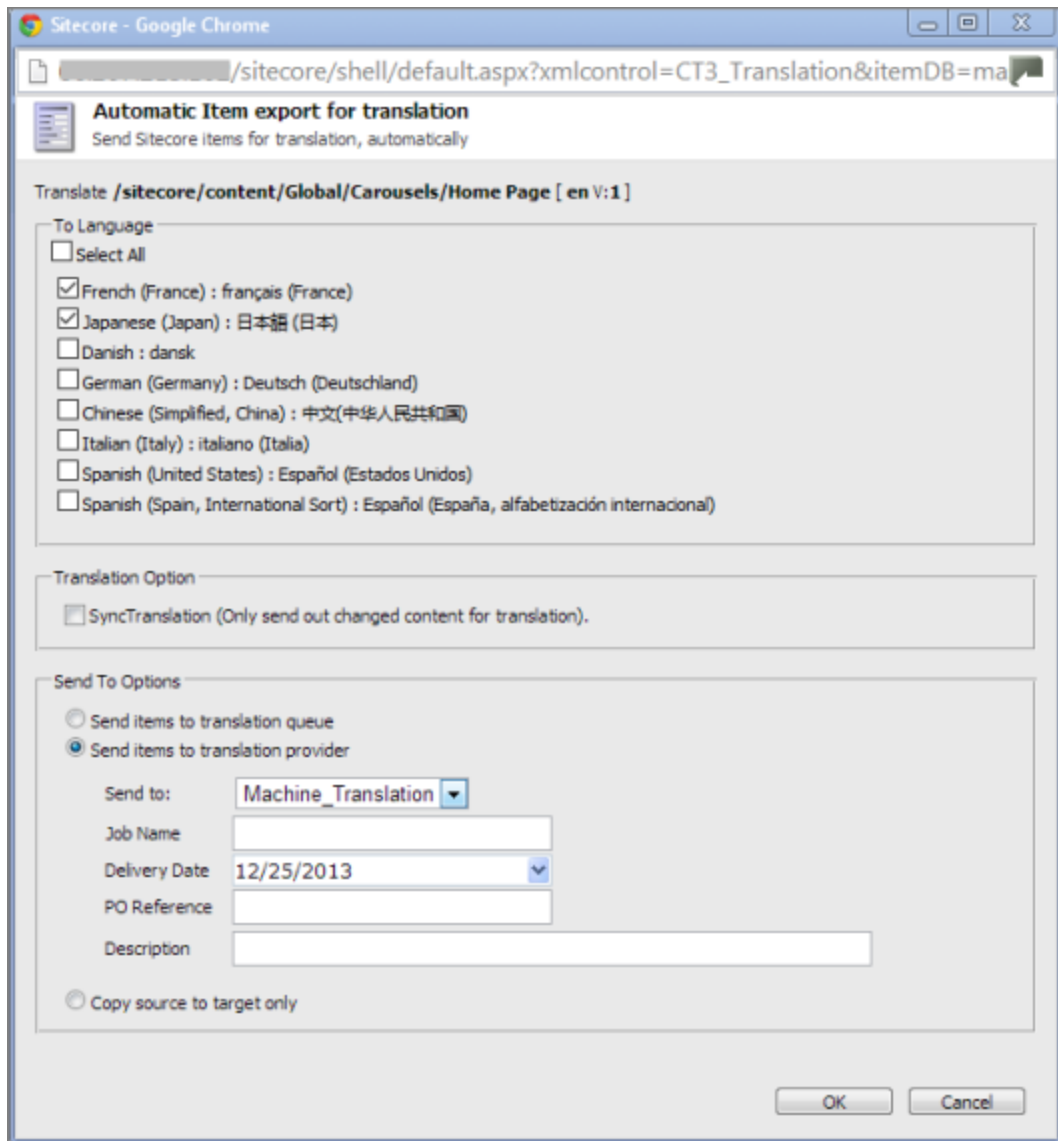 Sitecore - Google Chrome
/sitecore/shell/default.aspx?xmlcontrol=CT3_Translation&itemDB=ma
Automatic Item export for translation
Send Sitecore items for translation, automatically
Translate /sitecore/content/Global/Carousels/Home Page [ en V:1 ]
To Language
Select All
French (France) : français (France)
Japanese (Japan) : 日本語 (日本)
Danish : dansk
German (Germany) : Deutsch (Deutschland)
Chinese (Simplified, China) : 中文(中华人民共和国)
Italian (Italy) : italiano (Italia)
Spanish (United States) : Español (Estados Unidos)
Spanish (Spain, International Sort) : Español (España, alfabetización internacional)
Translation Option
SyncTranslation (Only send out changed content for translation).
Send To Options
Send items to translation queue
Send items to translation provider
Send to: Machine_Translation
Job Name
Delivery Date 12/25/2013
PO Reference
Description
Copy source to target only
OK Cancel